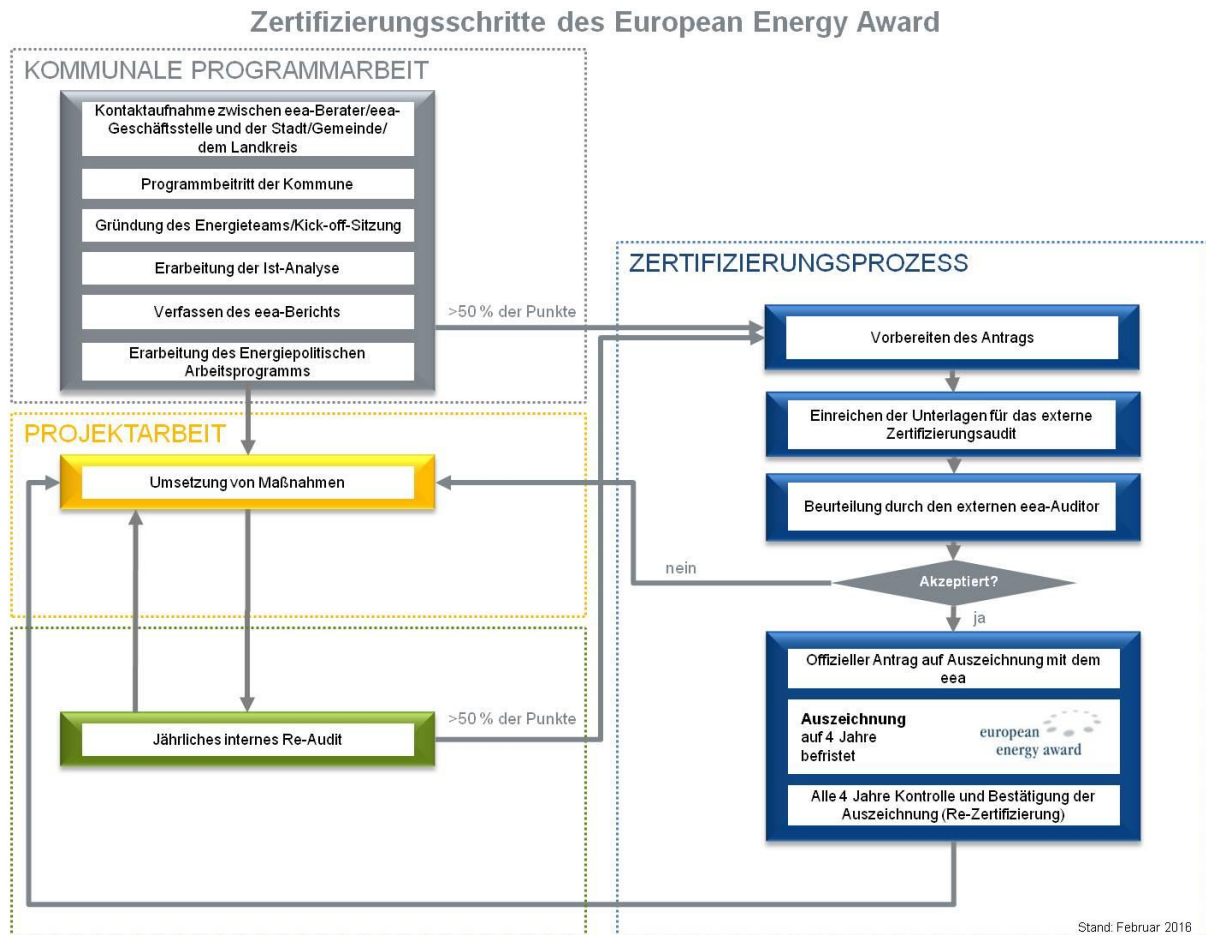 Zertifizierungsschritte des European Energy Award
KOMMUNALE PROGRAMMARBEIT
Kontaktaufnahme zwischen eea-Berater/eea-
Geschäftsstelle und der Stadt/Gemeinde/
dem Landkreis
Programmbeitritt der Kommune
Gründung des Energieteams/Kick-off-Sitzung
Erarbeitung der Ist-Analyse
Verfassen des eea-Berichts
Erarbeitung des Energiepolitischen
Arbeitsprogramms
>50 % der Punkte
PROJEKTARBEIT
Umsetzung von Maßnahmen
Jährliches internes Re-Audit
>50 % der Punkte
ZERTIFIZIERUNGSPROZESS
Vorbereiten des Antrags
Einreichen der Unterlagen für das externe
Zertifizierungsaudit
Beurteilung durch den externen eea-Auditor
Akzeptiert?
nein
ja
Offizieller Antrag auf Auszeichnung mit dem
eea
Auszeichnung
auf 4 Jahre
befristet
european
energy award
Alle 4 Jahre Kontrolle und Bestätigung der
Auszeichnung (Re-Zertifizierung)
Stand: Februar 2016